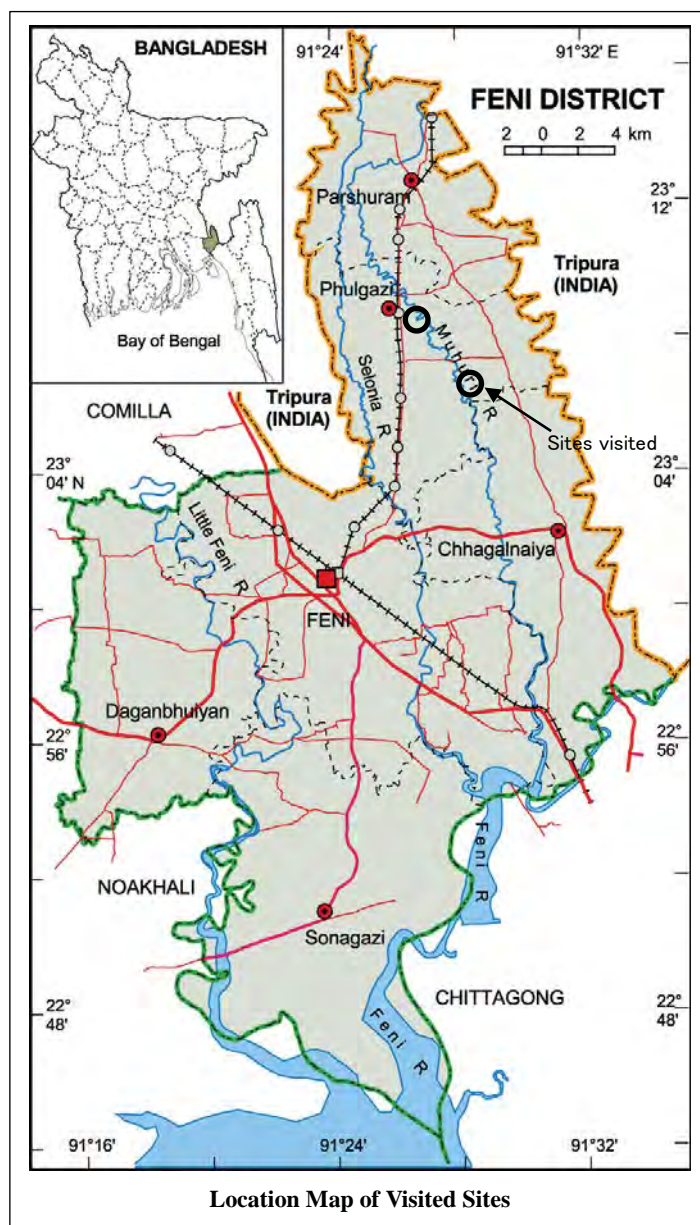 BANGLADESH
Bay of Bengal
91°24'
91°32' E
FENI DISTRICT
2 0 2 4 km
Parshuram
23°
12'
Tripura
(INDIA)
Phulgazi
Muhuri R
Selonia R
Sites visited
COMILLA
Tripura
(INDIA)
23°
04' N
23°
04'
Little Feni R
Chhagalnaiya
FENI
Daganbhuiyan
22°
56'
22°
56'
Feni R
NOAKHALI
Sonagazi
CHITTAGONG
22°
48'
22°
48'
Feni R
91°16'
91°24'
91°32'
Location Map of Visited Sites